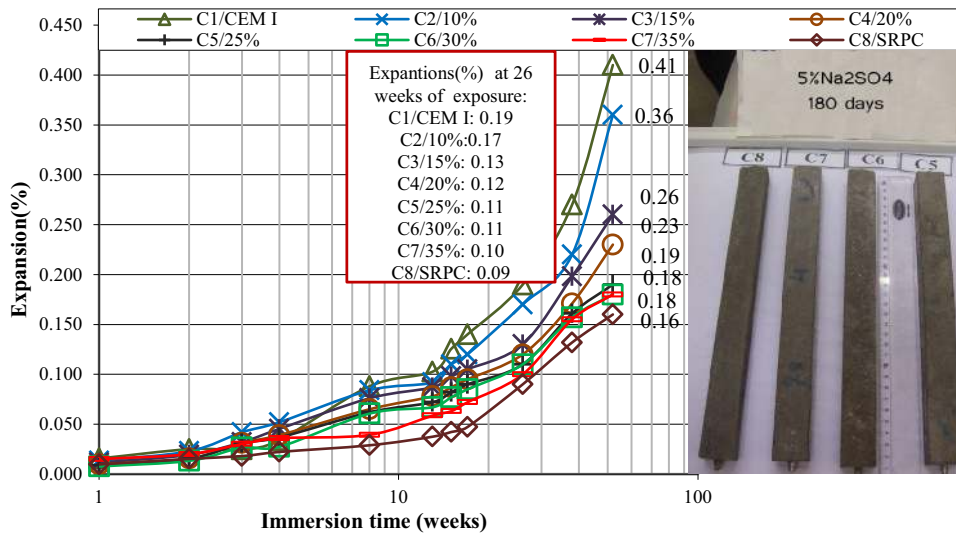 C1/CEM I C2/10% C3/15% C4/20%
C5/25% C6/30% C7/35% C8/SRPC
Expansion(%)
0.450
0.400
0.350
0.300
0.250
0.200
0.150
0.100
0.050
0.000
Expantions(%) at 26
weeks of exposure:
C1/CEM I: 0.19
C2/10%:0.17
C3/15%: 0.13
C4/20%: 0.12
C5/25%: 0.11
C6/30%: 0.11
C7/35%: 0.10
C8/SRPC: 0.09
0.41
0.36
0.26
0.23
0.19
0.18
0.18
0.16
1 10 100
Immersion time (weeks)
5%Na2SO4
180 days
C8 C7 C6 C5